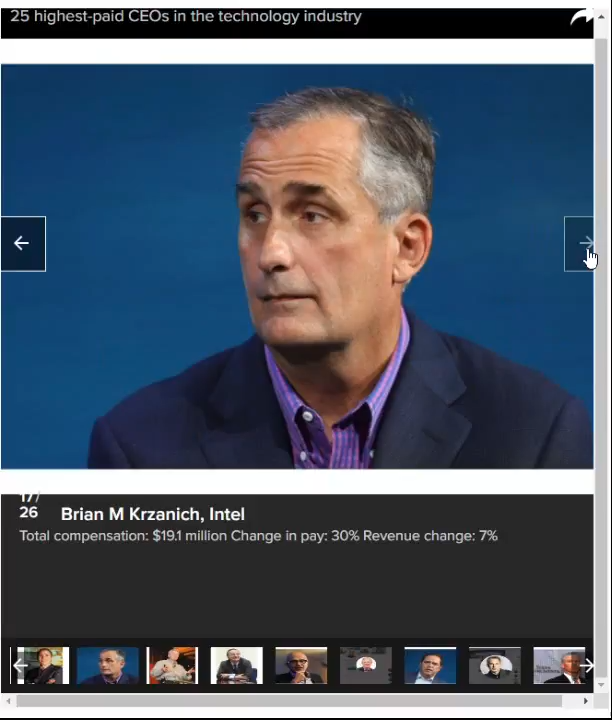 25 highest-paid CEOs in the technology industry
17/
26
Brian M Krzanich, Intel
Total compensation: $19.1 million Change in pay: 30% Revenue change: 7%